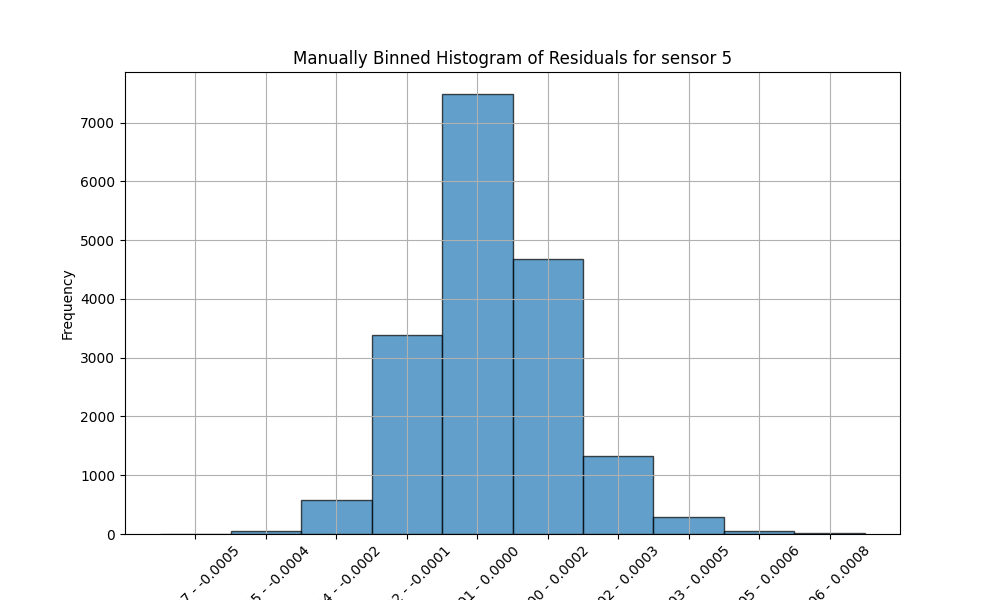 Manually Binned Histogram of Residuals for sensor 5
Frequency
7000
6000
5000
4000
3000
2000
1000
0
7 - -0.0005
5 - -0.0004
4 - -0.0002
2 - -0.0001
01 - 0.0000
00 - 0.0002
02 - 0.0003
03 - 0.0005
05 - 0.0006
06 - 0.0008